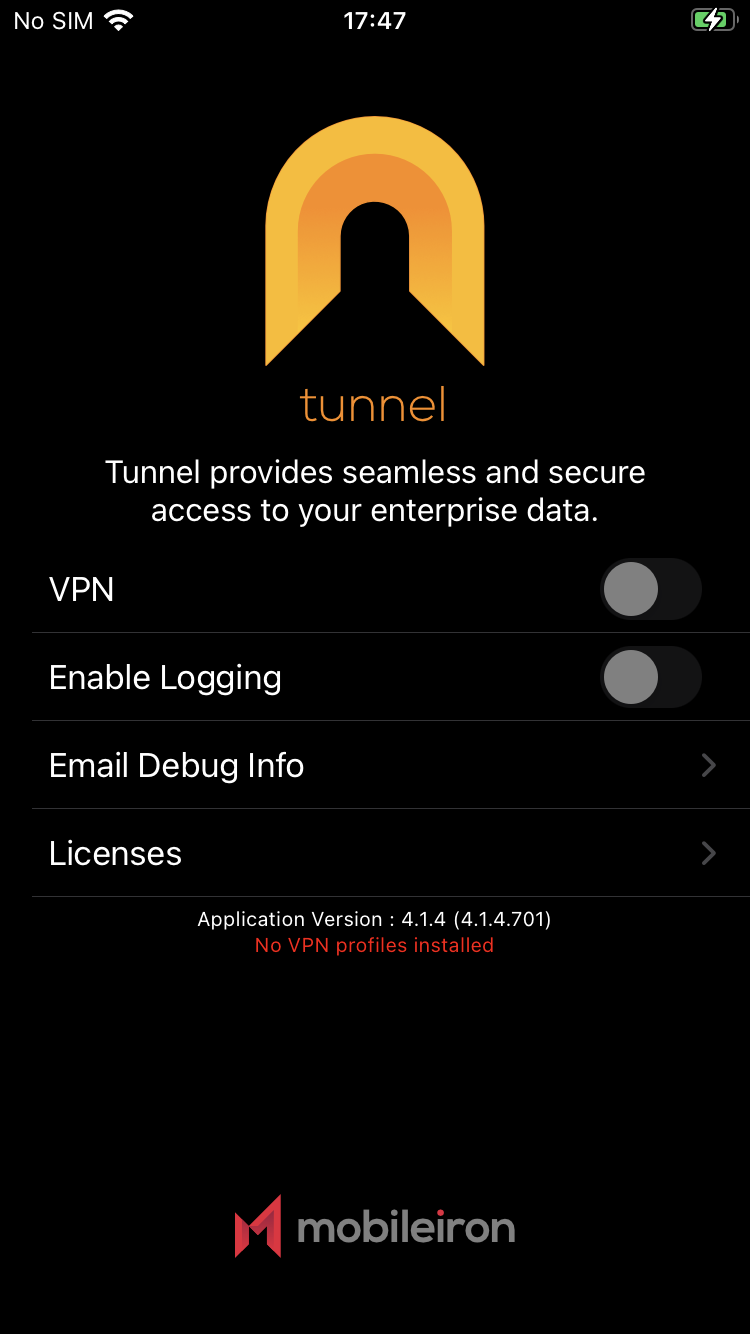 No SIM 17:47
tunnel
Tunnel provides seamless and secure
access to your enterprise data.
VPN
Enable Logging
Email Debug Info
Licenses
Application Version : 4.1.4 (4.1.4.701)
No VPN profiles installed
mobileiron